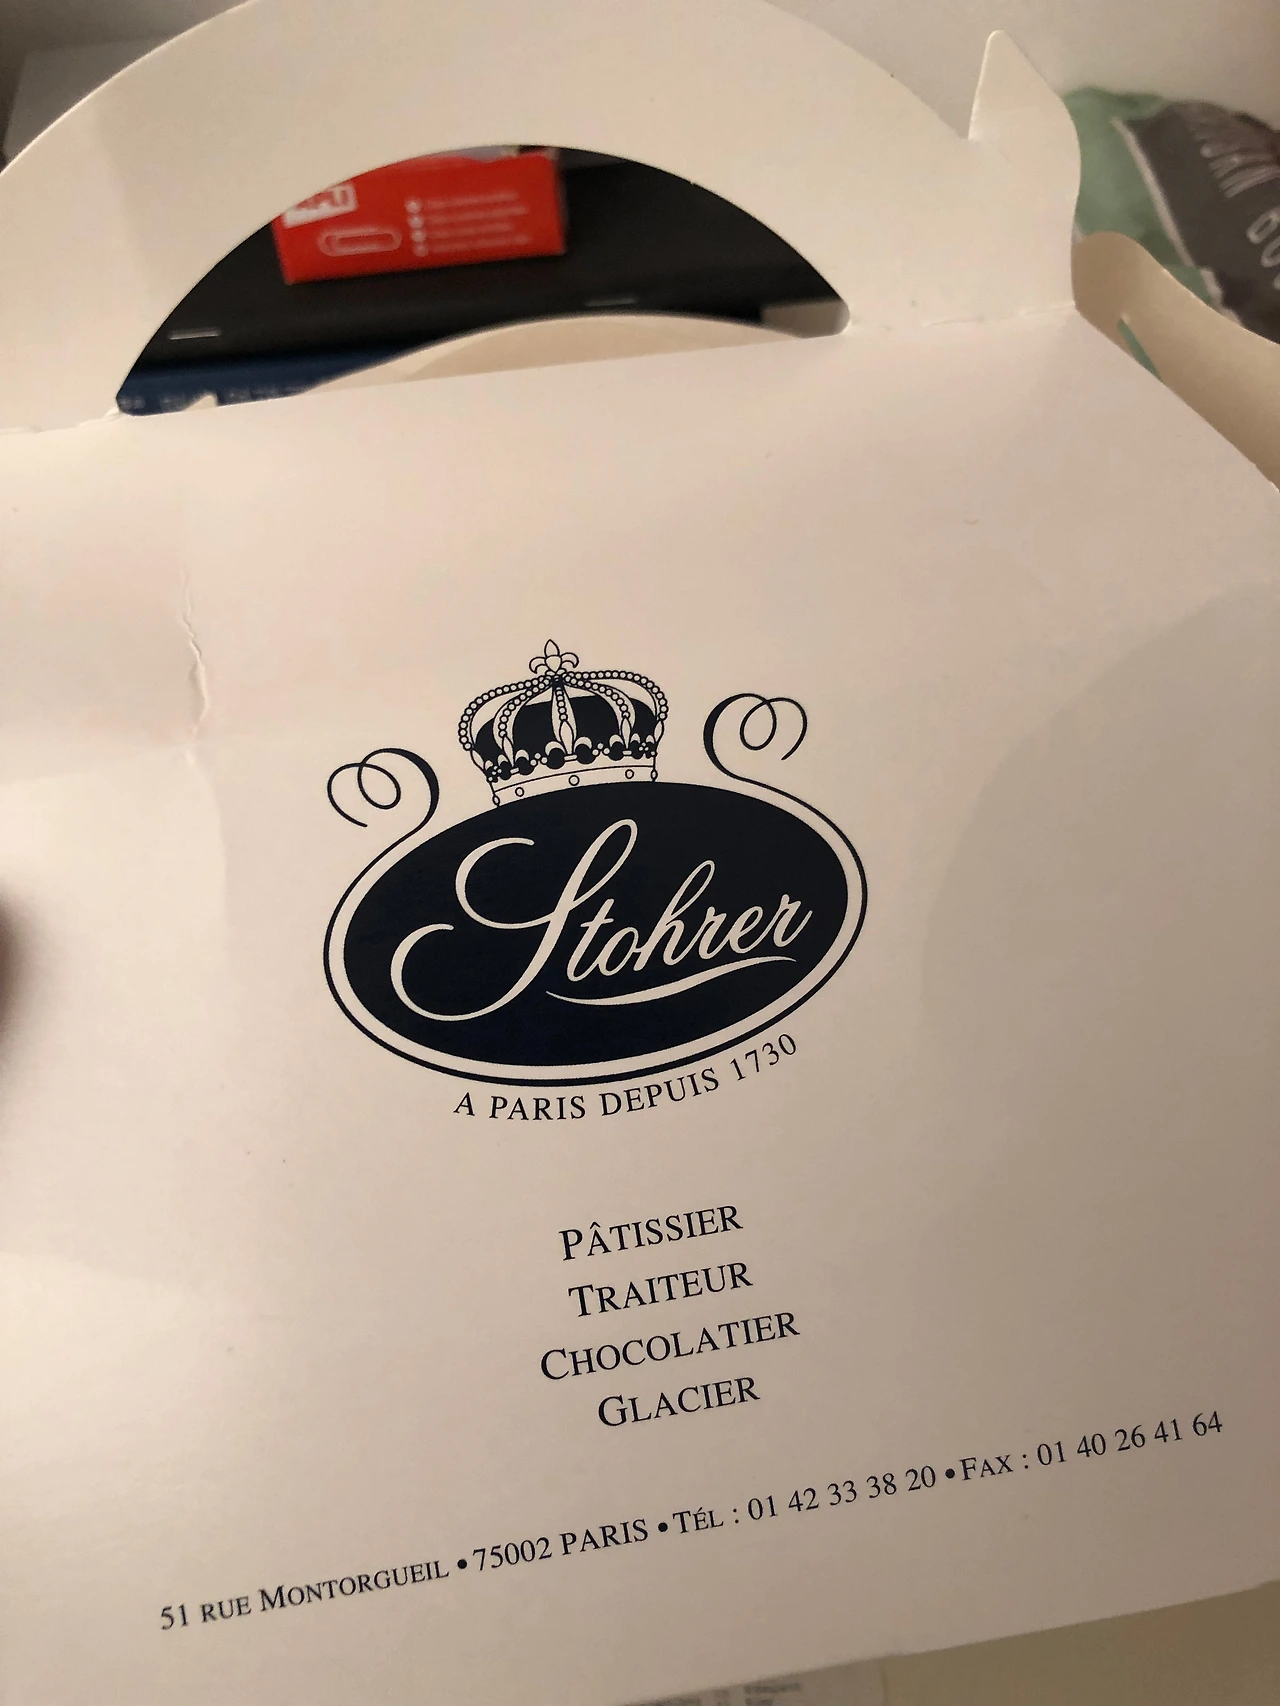 Stohrer
A PARIS DEPUIS 1730
PÂTISSIER
TRAITEUR
CHOCOLATIER
GLACIER
51 RUE MONTORGUEIL • 75002 PARIS • TÉL : 01 42 33 38 20 • FAX : 01 40 26 41 64